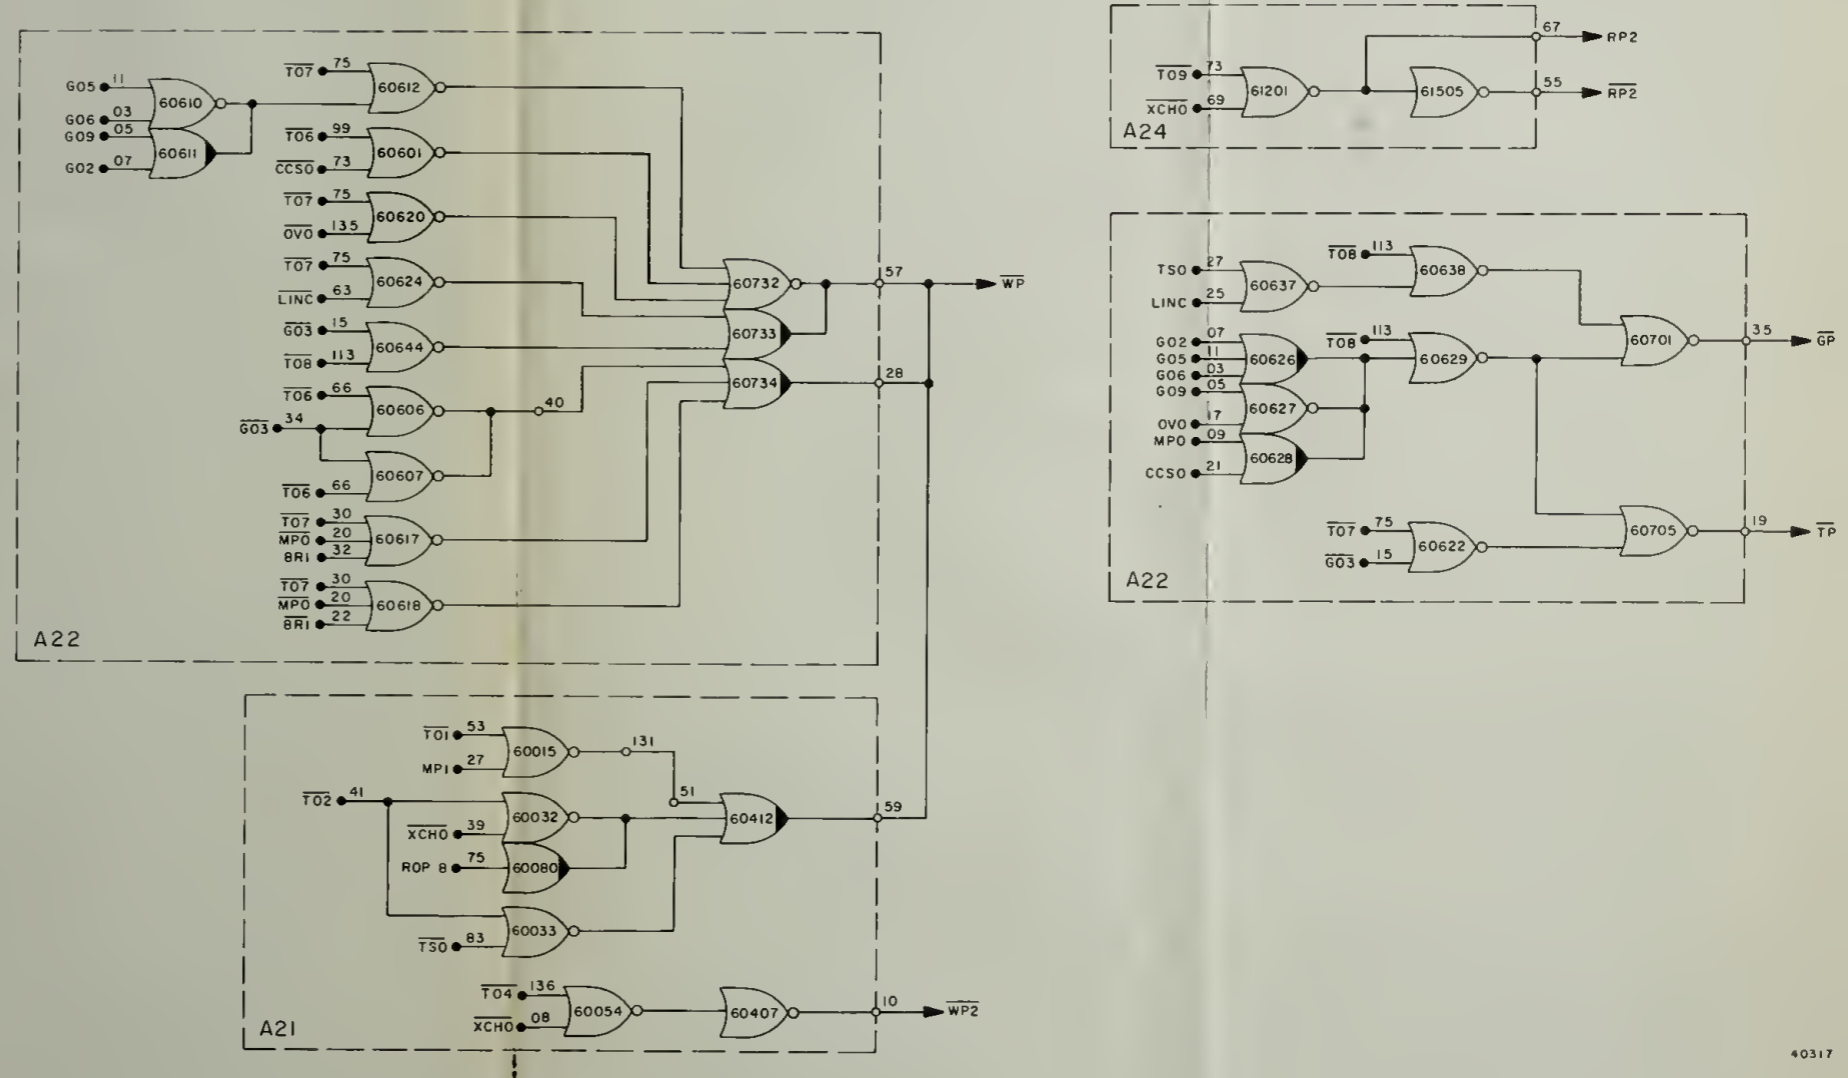 G05 11
G06 03
60610
G09 05
60611
G02 07
T07 75
60612
T06 99
60601
CCS0 73
T07 75
60620
OV0 135
T07 75
60624
LINC 63
G03 15
60644
T08 113
T06 66
60606
40
G03 34
60607
T06 66
T07 30
MP0 20
60617
8R1 32
T07 30
MP0 20
60618
8R1 22
60732
60733
60734
57
WP
28
A22
T01 53
60015
131
MP1 27
51
T02 41
60032
XCH0 39
ROP 8 75
60080
60412
59
60033
TS0 83
T04 136
60054
XCH0 08
60407
10
WP2
A21
T09 73
61201
XCH0 69
61505
67
RP2
55
RP2
A24
TS0 27
60637
LINC 25
T08 113
60638
G02 07
G05 11
60626
G06 03
G09 05
60627
OV0 17
MP0 09
60628
CCS0 21
T08 113
60629
60701
35
GP
T07 75
60622
G03 15
60705
19
TP
A22
40317